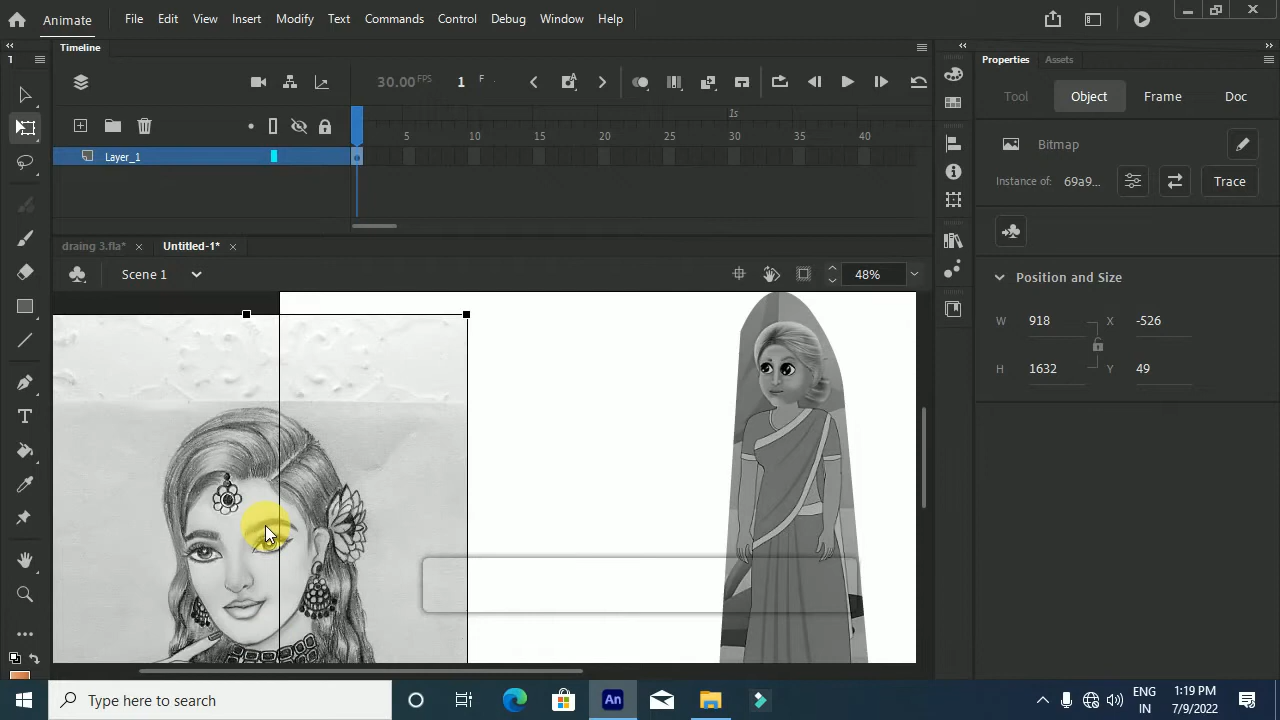 Animate File Edit View Insert Modify Text Commands Control Debug Window Help
Timeline
30.00 FPS 1 F
1s
5 10 15 20 25 30 35 40
Layer_1
draing 3.fla* Untitled-1*
Scene 1 48%
Properties Assets
Tool Object Frame Doc
Bitmap
Instance of: 69a9... Trace
Position and Size
W 918 X -526
H 1632 Y 49
Type here to search
An
ENG
IN
1:19 PM
7/9/2022